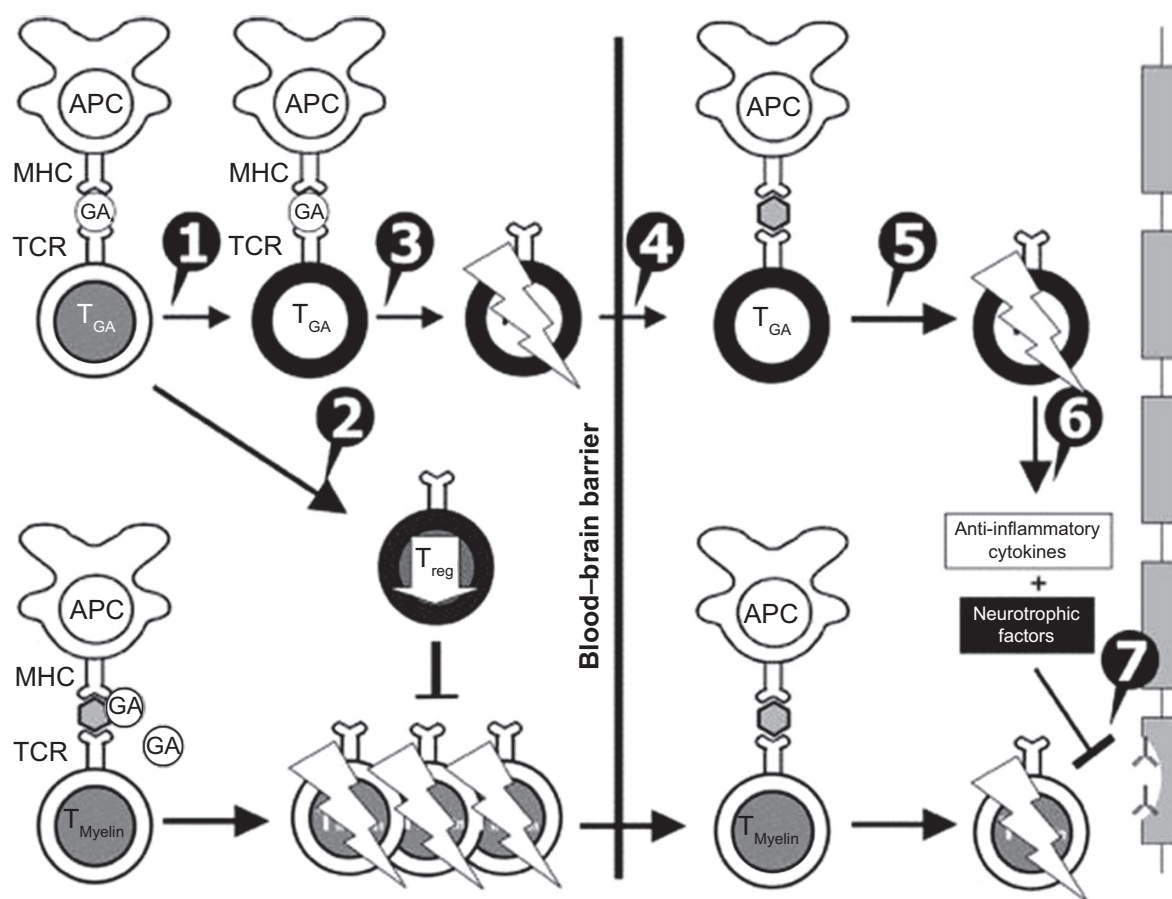 APC
APC
APC
MHC
MHC
GA
GA
TCR
TCR
1
3
4
5
T GA
T GA
T GA
2
6
Blood–brain barrier
T reg
Anti-inflammatory
cytokines
+
Neurotrophic
factors
7
APC
APC
MHC
GA
TCR
GA
T Myelin
T Myelin